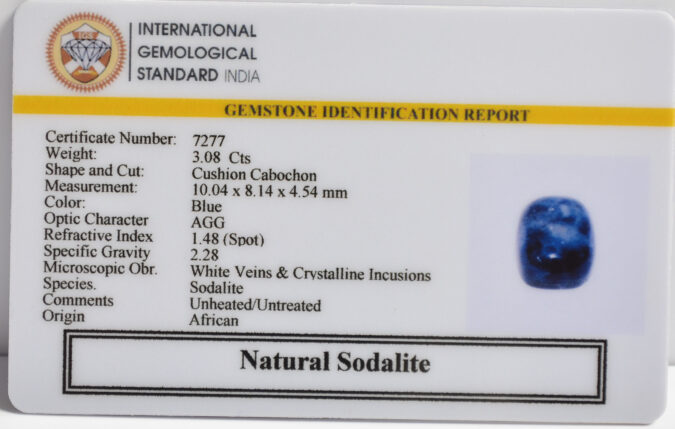 IGS
INTERNATIONAL
GEMOLOGICAL
STANDARD INDIA
GEMSTONE IDENTIFICATION REPORT
Certificate Number: 7277
Weight: 3.08 Cts
Shape and Cut: Cushion Cabochon
Measurement: 10.04 x 8.14 x 4.54 mm
Color: Blue
Optic Character AGG
Refractive Index 1.48 (Spot)
Specific Gravity 2.28
Microscopic Obr. White Veins & Crystalline Incusions
Species. Sodalite
Comments Unheated/Untreated
Origin African
Natural Sodalite